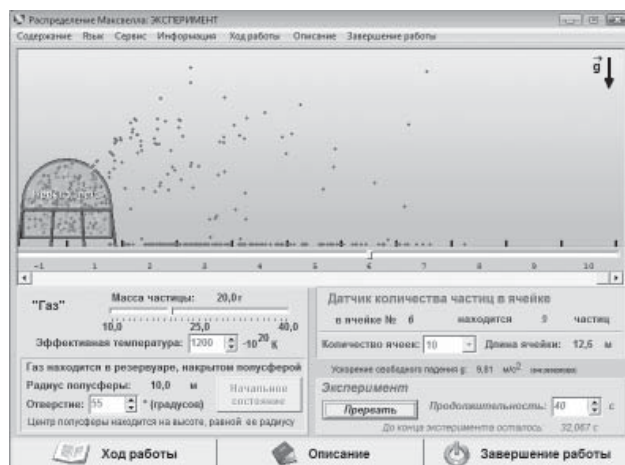 Распределение Максвелла: ЭКСПЕРИМЕНТ
Содержание Язык Сервис Информация Ход работы Описание Завершение работы
g
-1 1 2 3 4 5 6 7 8 9 10
"Газ" Масса частицы: 20,0 г
10,0 25,0 40,0
Эффективная температура: 1200 ·10²⁰ К
Газ находится в резервуаре, накрытом полусферой
Радиус полусферы: 10,0 м
Отверстие: 55 ° (градусов)
Начальное состояние
Центр полусферы находится на высоте, равной ее радиусу
Датчик количества частиц в ячейке
в ячейке № 6 находится 9 частиц
Количество ячеек: 10 Длина ячейки: 12,6 м
Ускорение свободного падения g: 9,81 м/с²
Эксперимент
Прервать Продолжительность: 40 с
До конца эксперимента осталось: 32,067 с
Ход работы Описание Завершение работы